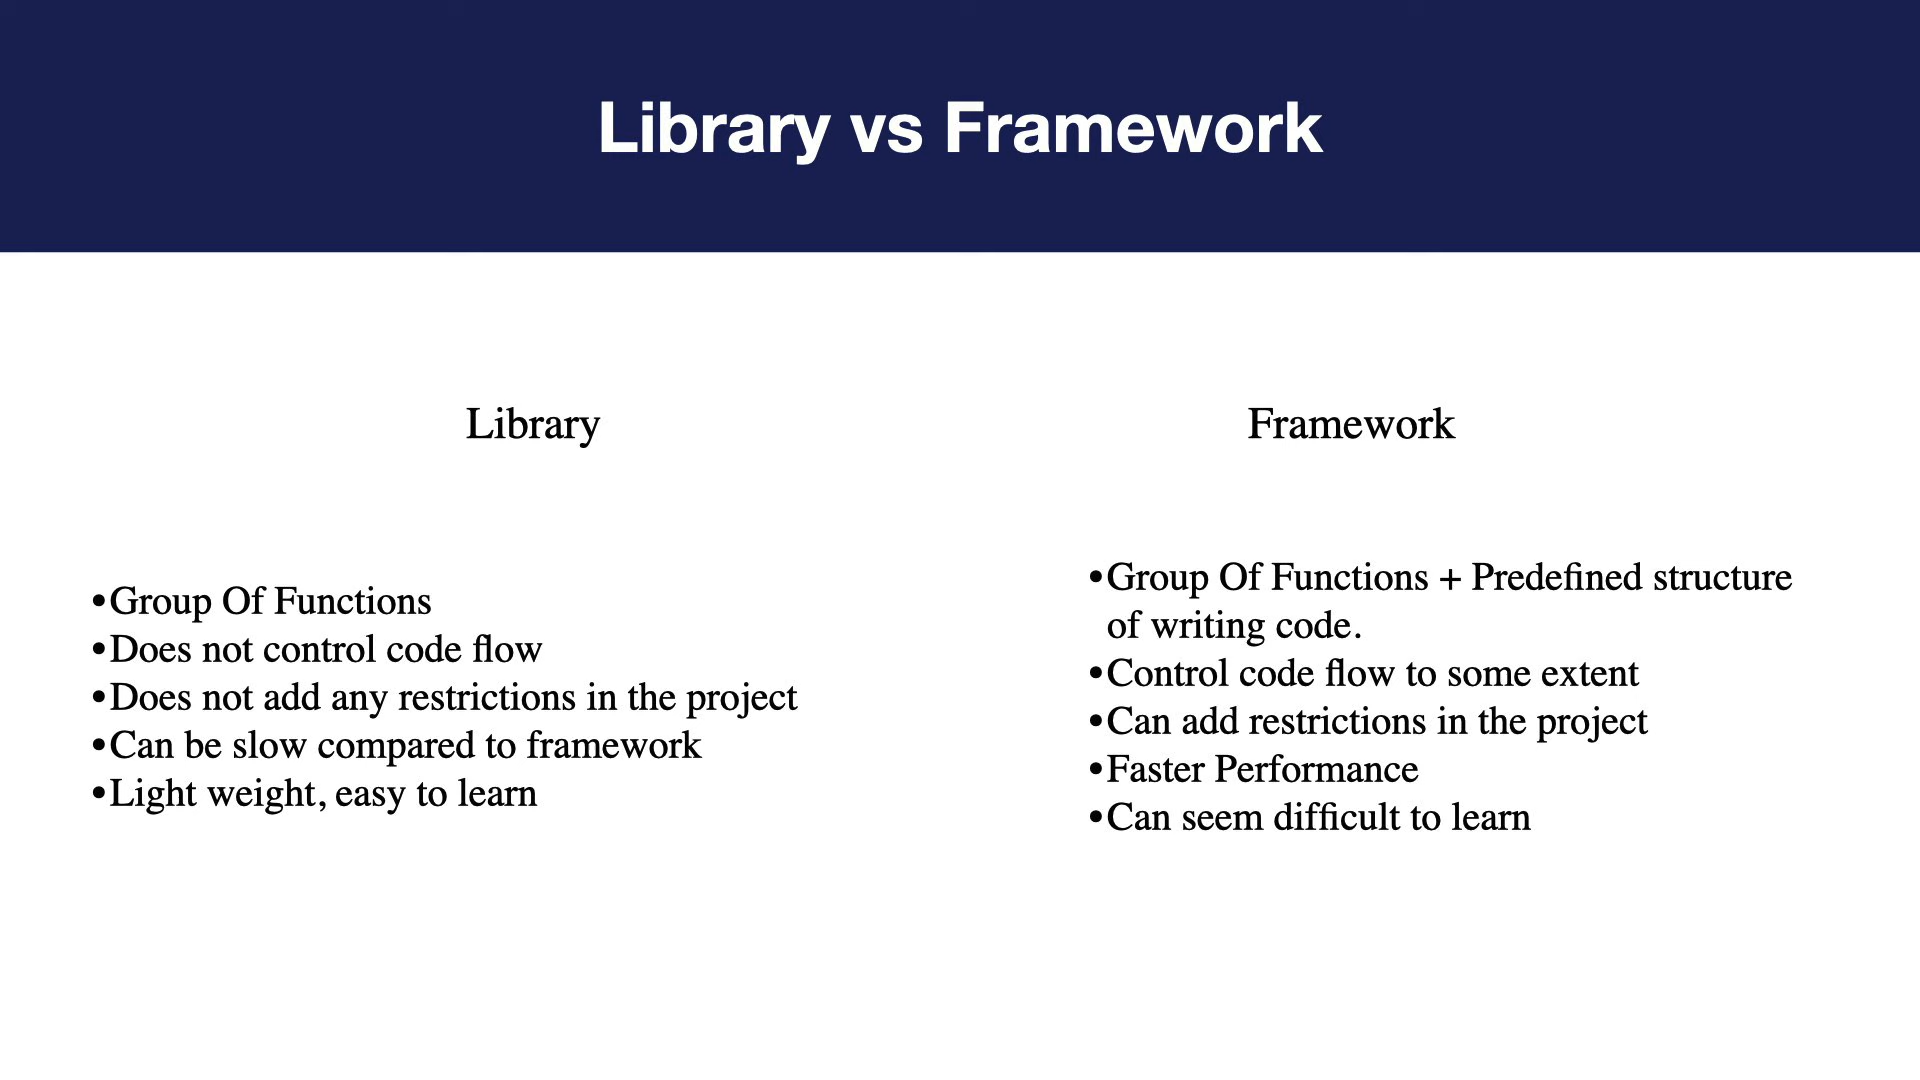 Library vs Framework
Library
•Group Of Functions
•Does not control code flow
•Does not add any restrictions in the project
•Can be slow compared to framework
•Light weight, easy to learn
Framework
•Group Of Functions + Predefined structure
of writing code.
•Control code flow to some extent
•Can add restrictions in the project
•Faster Performance
•Can seem difficult to learn